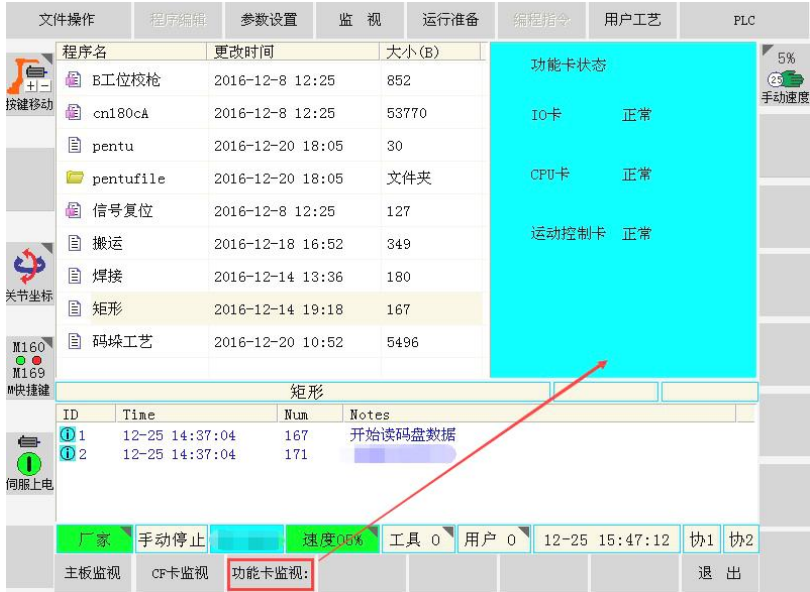 文件操作 程序编辑 参数设置 监 视 运行准备 编程指令 用户工艺 PLC
程序名 更改时间 大小(B)
B工位校枪 2016-12-8 12:25 852
cn180cA 2016-12-8 12:25 53770
pentu 2016-12-20 18:05 30
pentufile 2016-12-20 18:05 文件夹
信号复位 2016-12-8 12:25 127
搬运 2016-12-18 16:52 349
焊接 2016-12-14 13:36 180
矩形 2016-12-14 19:18 167
码垛工艺 2016-12-20 10:52 5496
功能卡状态
IO卡 正常
CPU卡 正常
运动控制卡 正常
按键移动
关节坐标
M160
M169
M快捷键
伺服上电
5%
25
手动速度
矩形
ID Time Num Notes
1 12-25 14:37:04 167 开始读码盘数据
2 12-25 14:37:04 171
厂家 手动停止 速度05% 工具 0 用户 0 12-25 15:47:12 协1 协2
主板监视 CF卡监视 功能卡监视: 退 出